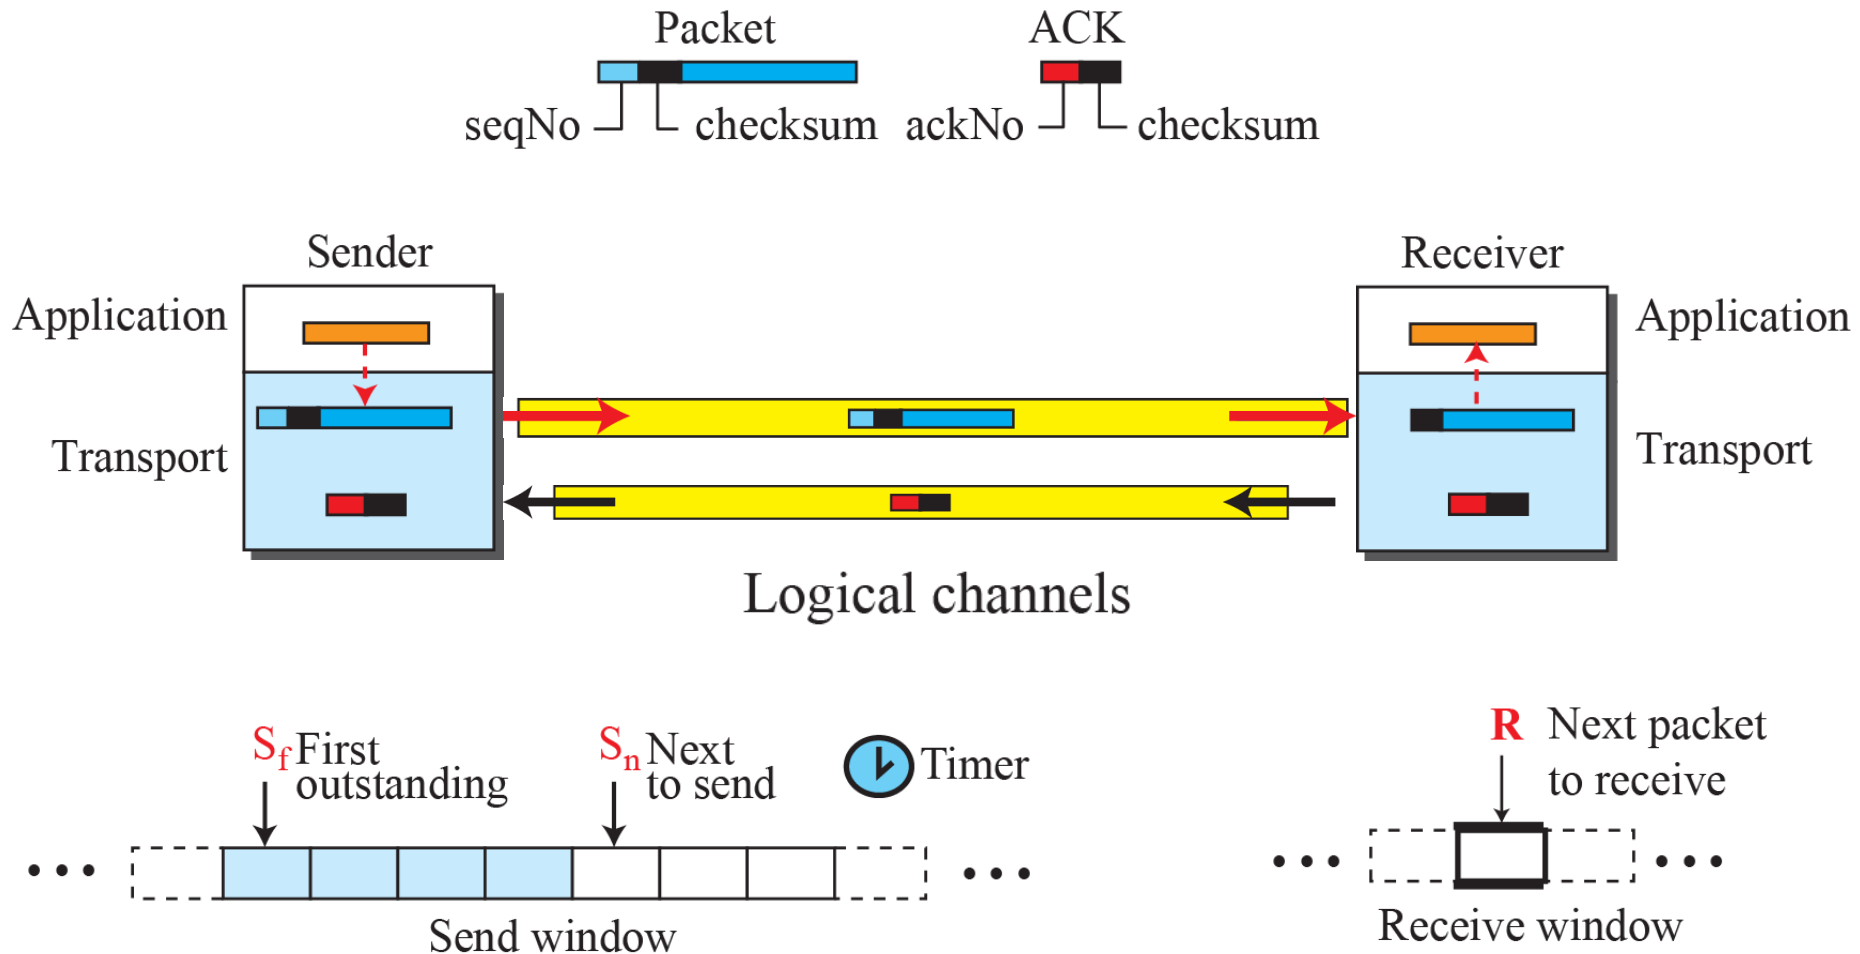 Packet
ACK
seqNo
checksum
ackNo
checksum
Sender
Receiver
Application
Application
Transport
Transport
Logical channels
Sf First
outstanding
Sn Next
to send
Timer
R Next packet
to receive
Send window
Receive window